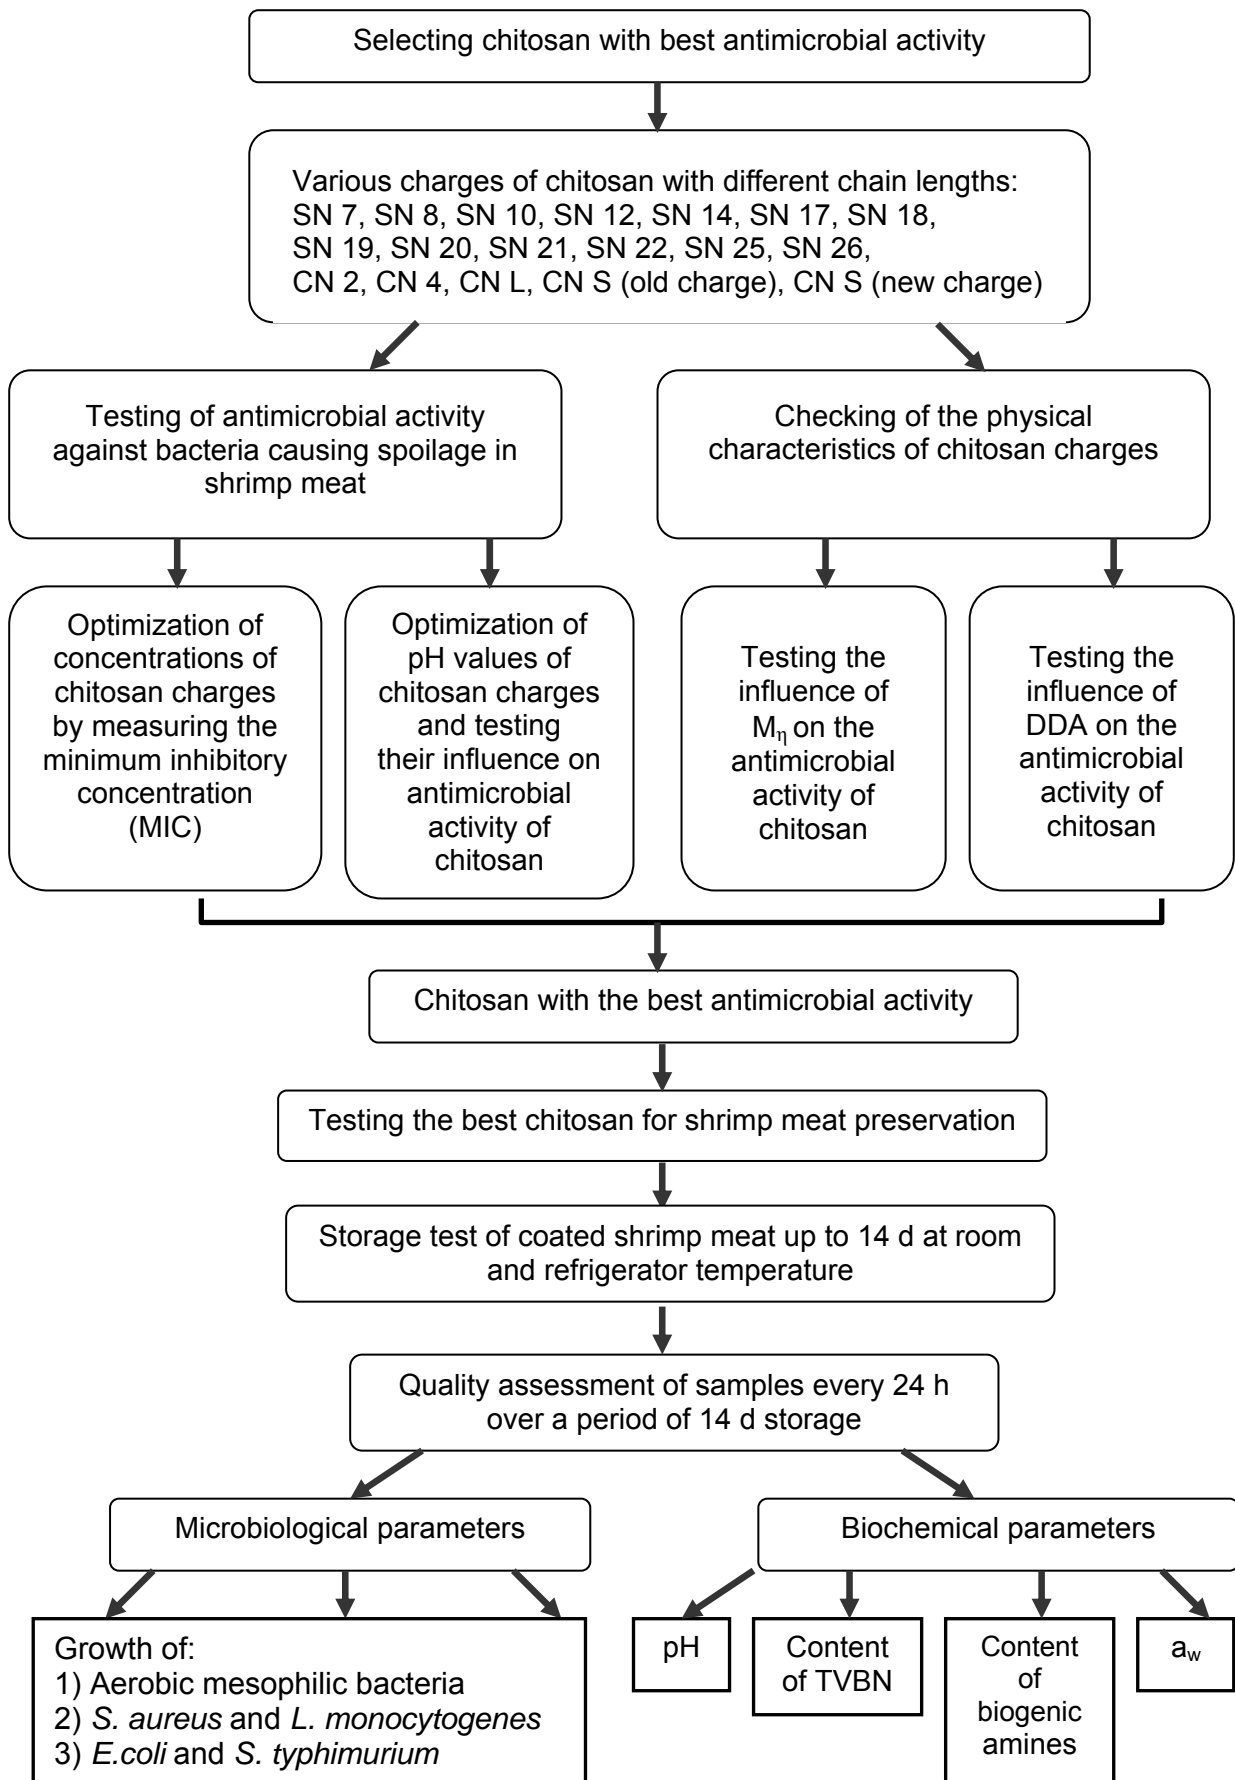 Selecting chitosan with best antimicrobial activity
Various charges of chitosan with different chain lengths:
SN 7, SN 8, SN 10, SN 12, SN 14, SN 17, SN 18,
SN 19, SN 20, SN 21, SN 22, SN 25, SN 26,
CN 2, CN 4, CN L, CN S (old charge), CN S (new charge)
Testing of antimicrobial activity
against bacteria causing spoilage in
shrimp meat
Checking of the physical
characteristics of chitosan charges
Optimization of
concentrations of
chitosan charges
by measuring the
minimum inhibitory
concentration
(MIC)
Optimization of
pH values of
chitosan charges
and testing
their influence on
antimicrobial
activity of
chitosan
Testing the
influence of
Mη on the
antimicrobial
activity of
chitosan
Testing the
influence of
DDA on the
antimicrobial
activity of
chitosan
Chitosan with the best antimicrobial activity
Testing the best chitosan for shrimp meat preservation
Storage test of coated shrimp meat up to 14 d at room
and refrigerator temperature
Quality assessment of samples every 24 h
over a period of 14 d storage
Microbiological parameters
Biochemical parameters
Growth of:
1) Aerobic mesophilic bacteria
2) S. aureus and L. monocytogenes
3) E.coli and S. typhimurium
pH
Content
of TVBN
Content
of
biogenic
amines
aw